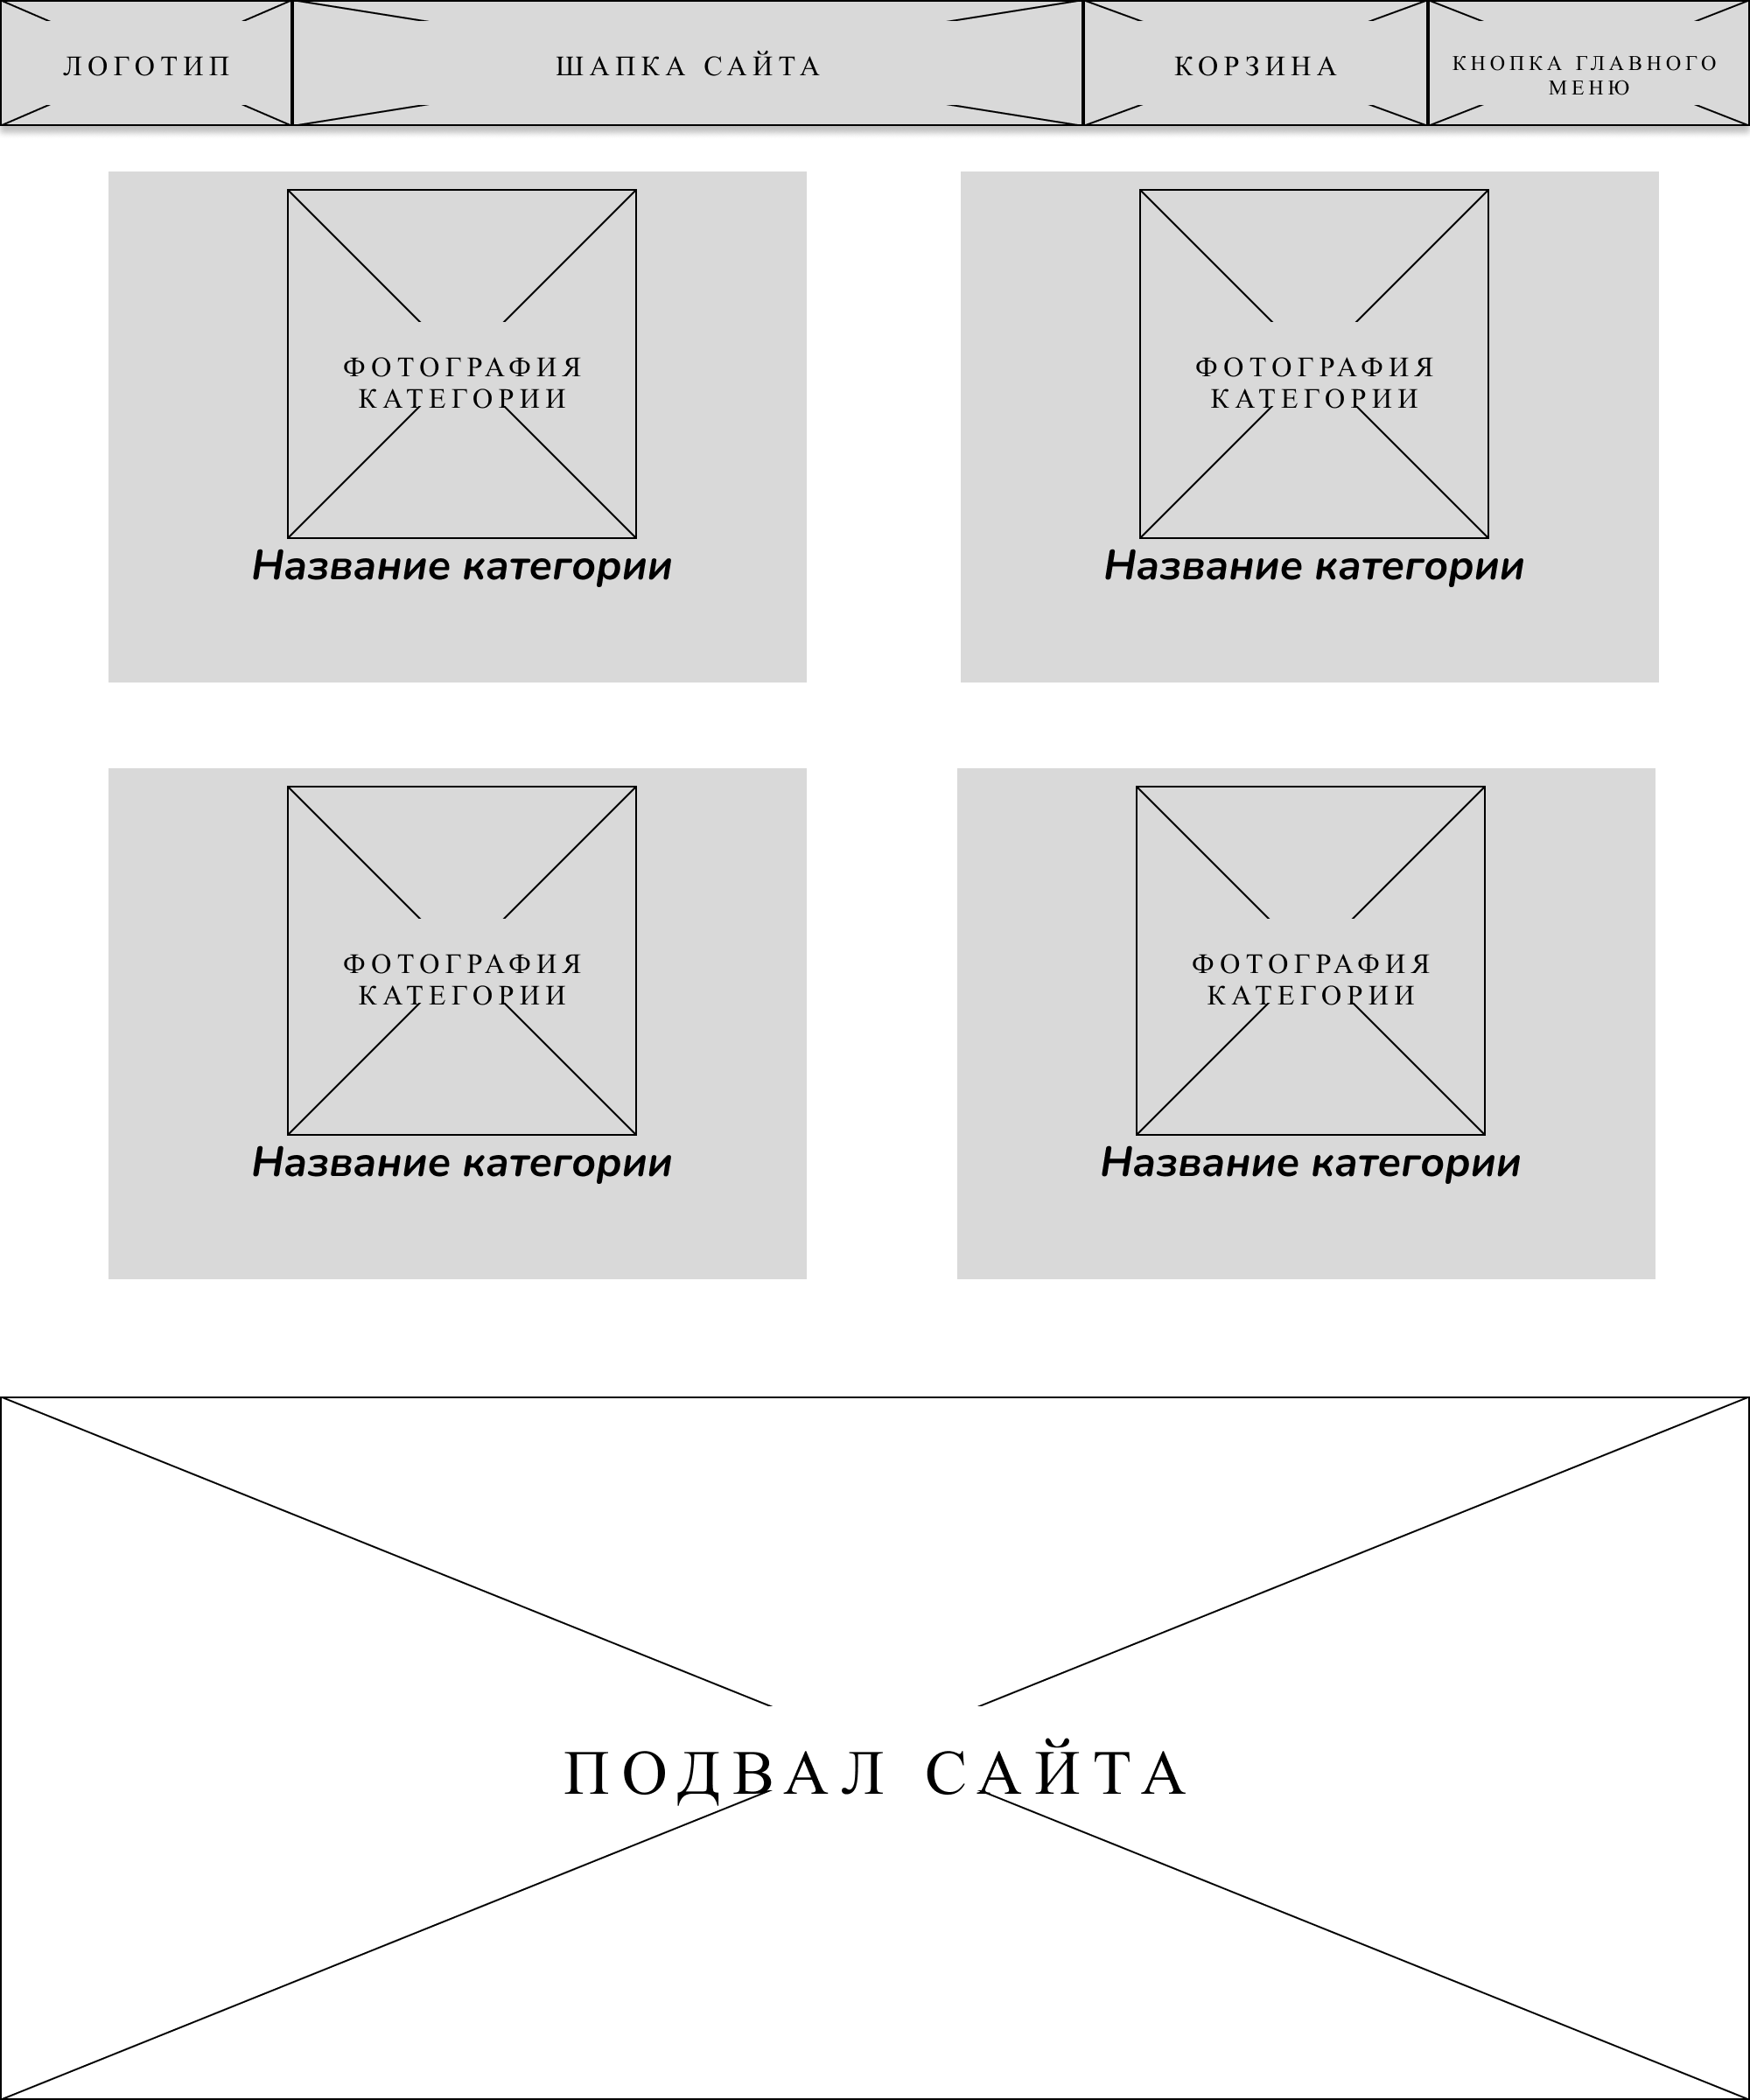 ЛОГОТИП
ШАПКА САЙТА
КОРЗИНА
КНОПКА ГЛАВНОГО
МЕНЮ
ФОТОГРАФИЯ
КАТЕГОРИИ
Название категории
ФОТОГРАФИЯ
КАТЕГОРИИ
Название категории
ФОТОГРАФИЯ
КАТЕГОРИИ
Название категории
ФОТОГРАФИЯ
КАТЕГОРИИ
Название категории
ПОДВАЛ САЙТА